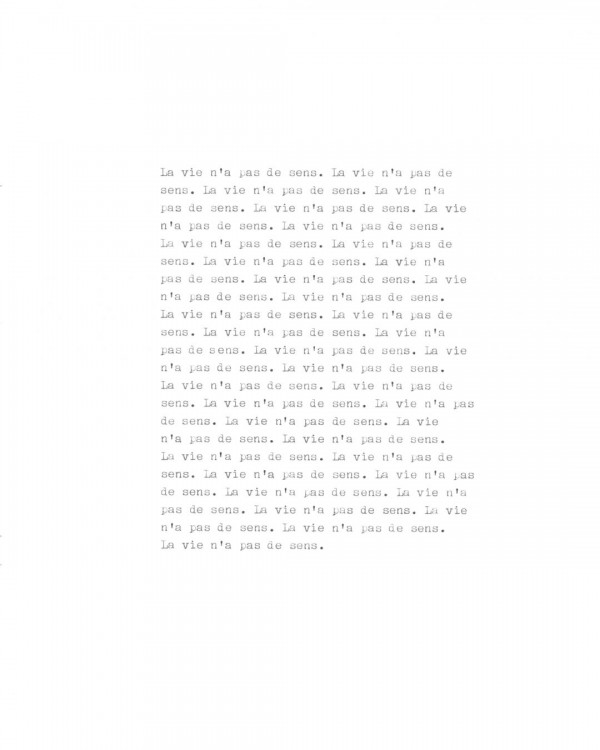 La vie n'a pas de sens. La vie n'a pas de
sens. La vie n'a pas de sens. La vie n'a
pas de sens. La vie n'a pas de sens. La vie
n'a pas de sens. La vie n'a pas de sens.
La vie n'a pas de sens. La vie n'a pas de
sens. La vie n'a pas de sens. La vie n'a
pas de sens. La vie n'a pas de sens. La vie
n'a pas de sens. La vie n'a pas de sens.
La vie n'a pas de sens. La vie n'a pas de
sens. La vie n'a pas de sens. La vie n'a
pas de sens. La vie n'a pas de sens. La vie
n'a pas de sens. La vie n'a pas de sens.
La vie n'a pas de sens. La vie n'a pas de
sens. La vie n'a pas de sens. La vie n'a pas
de sens. La vie n'a pas de sens. La vie
n'a pas de sens. La vie n'a pas de sens.
La vie n'a pas de sens. La vie n'a pas de
sens. La vie n'a pas de sens. La vie n'a pas
de sens. La vie n'a pas de sens. La vie n'a
pas de sens. La vie n'a pas de sens. La vie
n'a pas de sens. La vie n'a pas de sens.
La vie n'a pas de sens.